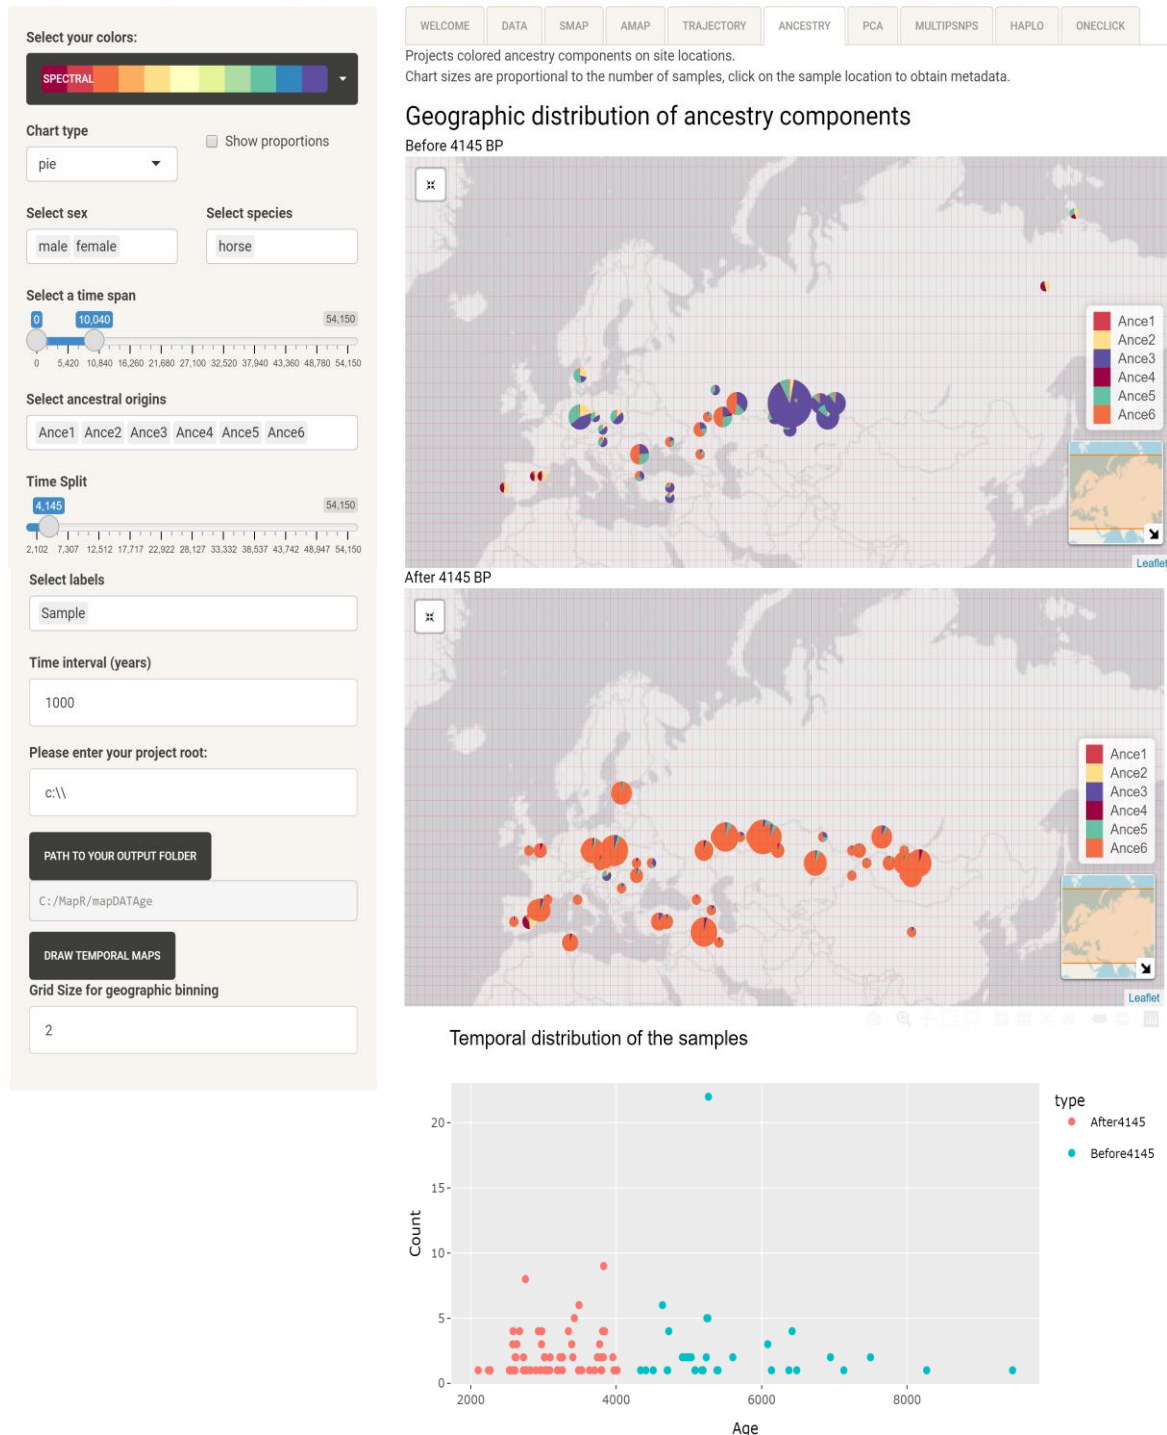 Select your colors:
SPECTRAL
Chart type
pie
Show proportions
Select sex
Select species
male female
horse
Select a time span
0 10,040 54,150
0 5,420 10,840 16,260 21,680 27,100 32,520 37,940 43,360 48,780 54,150
Select ancestral origins
Ance1 Ance2 Ance3 Ance4 Ance5 Ance6
Time Split
4,145 54,150
2,102 7,307 12,512 17,717 22,922 28,127 33,332 38,537 43,742 48,947 54,150
Select labels
Sample
Time interval (years)
1000
Please enter your project root:
c:\\
PATH TO YOUR OUTPUT FOLDER
C:/MapR/mapDATAge
DRAW TEMPORAL MAPS
Grid Size for geographic binning
2
WELCOME DATA SMAP AMAP TRAJECTORY ANCESTRY PCA MULTIPSNPS HAPLO ONECLICK
Projects colored ancestry components on site locations.
Chart sizes are proportional to the number of samples, click on the sample location to obtain metadata.
Geographic distribution of ancestry components
Before 4145 BP
Ance1
Ance2
Ance3
Ance4
Ance5
Ance6
Leaflet
After 4145 BP
Ance1
Ance2
Ance3
Ance4
Ance5
Ance6
Leaflet
Temporal distribution of the samples
type
After4145
Before4145
Count
20
15
10
5
0
2000 4000 6000 8000
Age